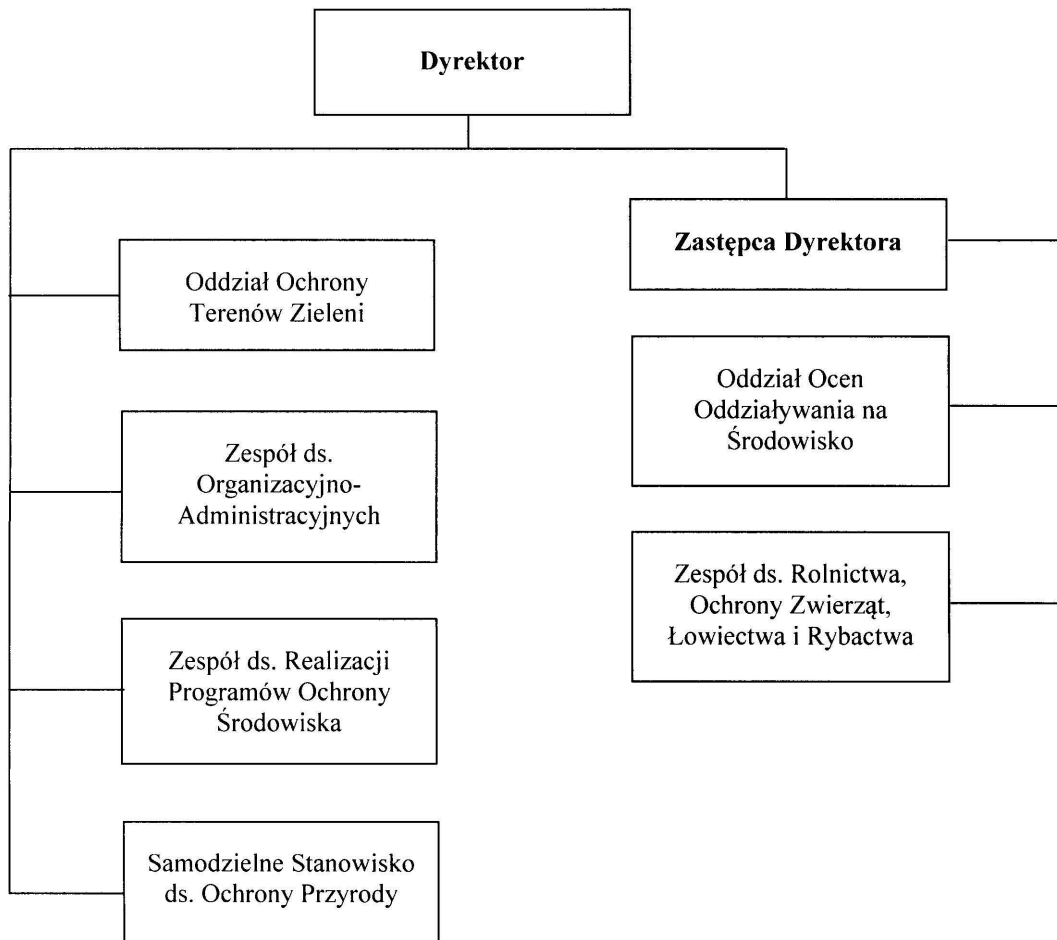 Dyrektor
Zastępca Dyrektora
Oddział Ochrony
Terenów Zieleni
Zespół ds.
Organizacyjno-
Administracyjnych
Zespół ds. Realizacji
Programów Ochrony
Środowiska
Samodzielne Stanowisko
ds. Ochrony Przyrody
Oddział Ocen
Oddziaływania na
Środowisko
Zespół ds. Rolnictwa,
Ochrony Zwierząt,
Łowiectwa i Rybactwa